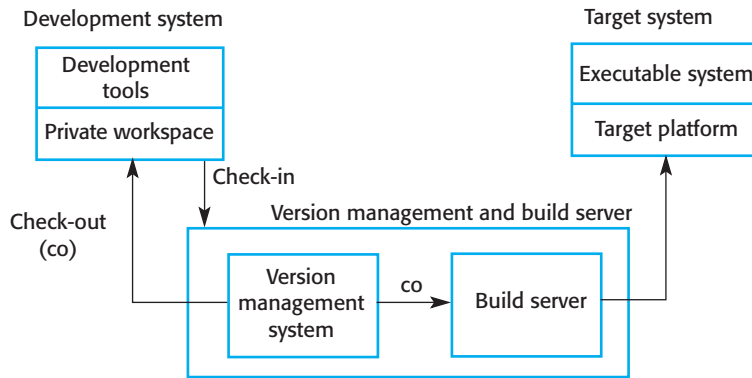 Development system
Target system
Development
tools
Private workspace
Executable system
Target platform
Check-in
Check-out
(co)
Version management and build server
Version
management
system
co
Build server